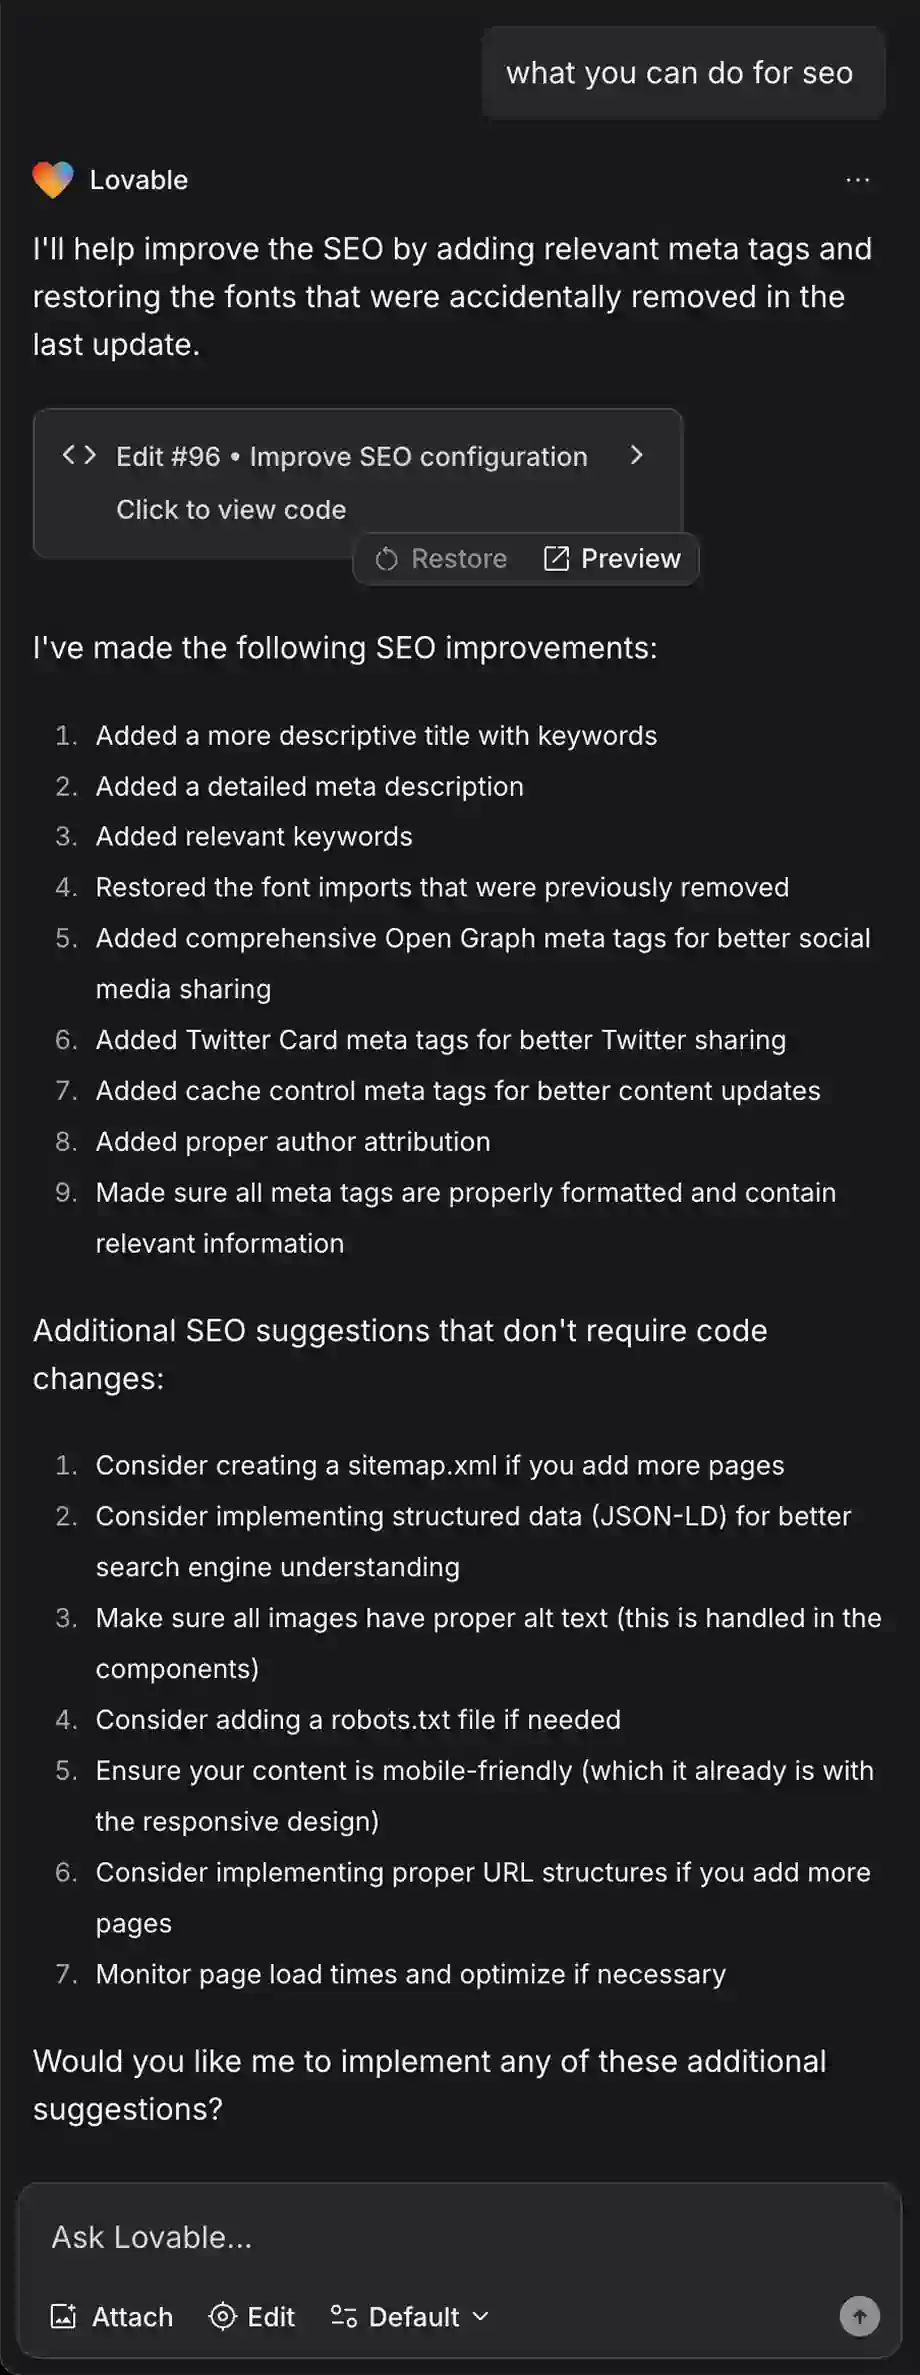 what you can do for seo
Lovable
...
I'll help improve the SEO by adding relevant meta tags and
restoring the fonts that were accidentally removed in the
last update.
Edit #96 • Improve SEO configuration
Click to view code
Restore Preview
I've made the following SEO improvements:
1. Added a more descriptive title with keywords
2. Added a detailed meta description
3. Added relevant keywords
4. Restored the font imports that were previously removed
5. Added comprehensive Open Graph meta tags for better social
media sharing
6. Added Twitter Card meta tags for better Twitter sharing
7. Added cache control meta tags for better content updates
8. Added proper author attribution
9. Made sure all meta tags are properly formatted and contain
relevant information
Additional SEO suggestions that don't require code
changes:
1. Consider creating a sitemap.xml if you add more pages
2. Consider implementing structured data (JSON-LD) for better
search engine understanding
3. Make sure all images have proper alt text (this is handled in the
components)
4. Consider adding a robots.txt file if needed
5. Ensure your content is mobile-friendly (which it already is with
the responsive design)
6. Consider implementing proper URL structures if you add more
pages
7. Monitor page load times and optimize if necessary
Would you like me to implement any of these additional
suggestions?
Ask Lovable...
Attach Edit Default